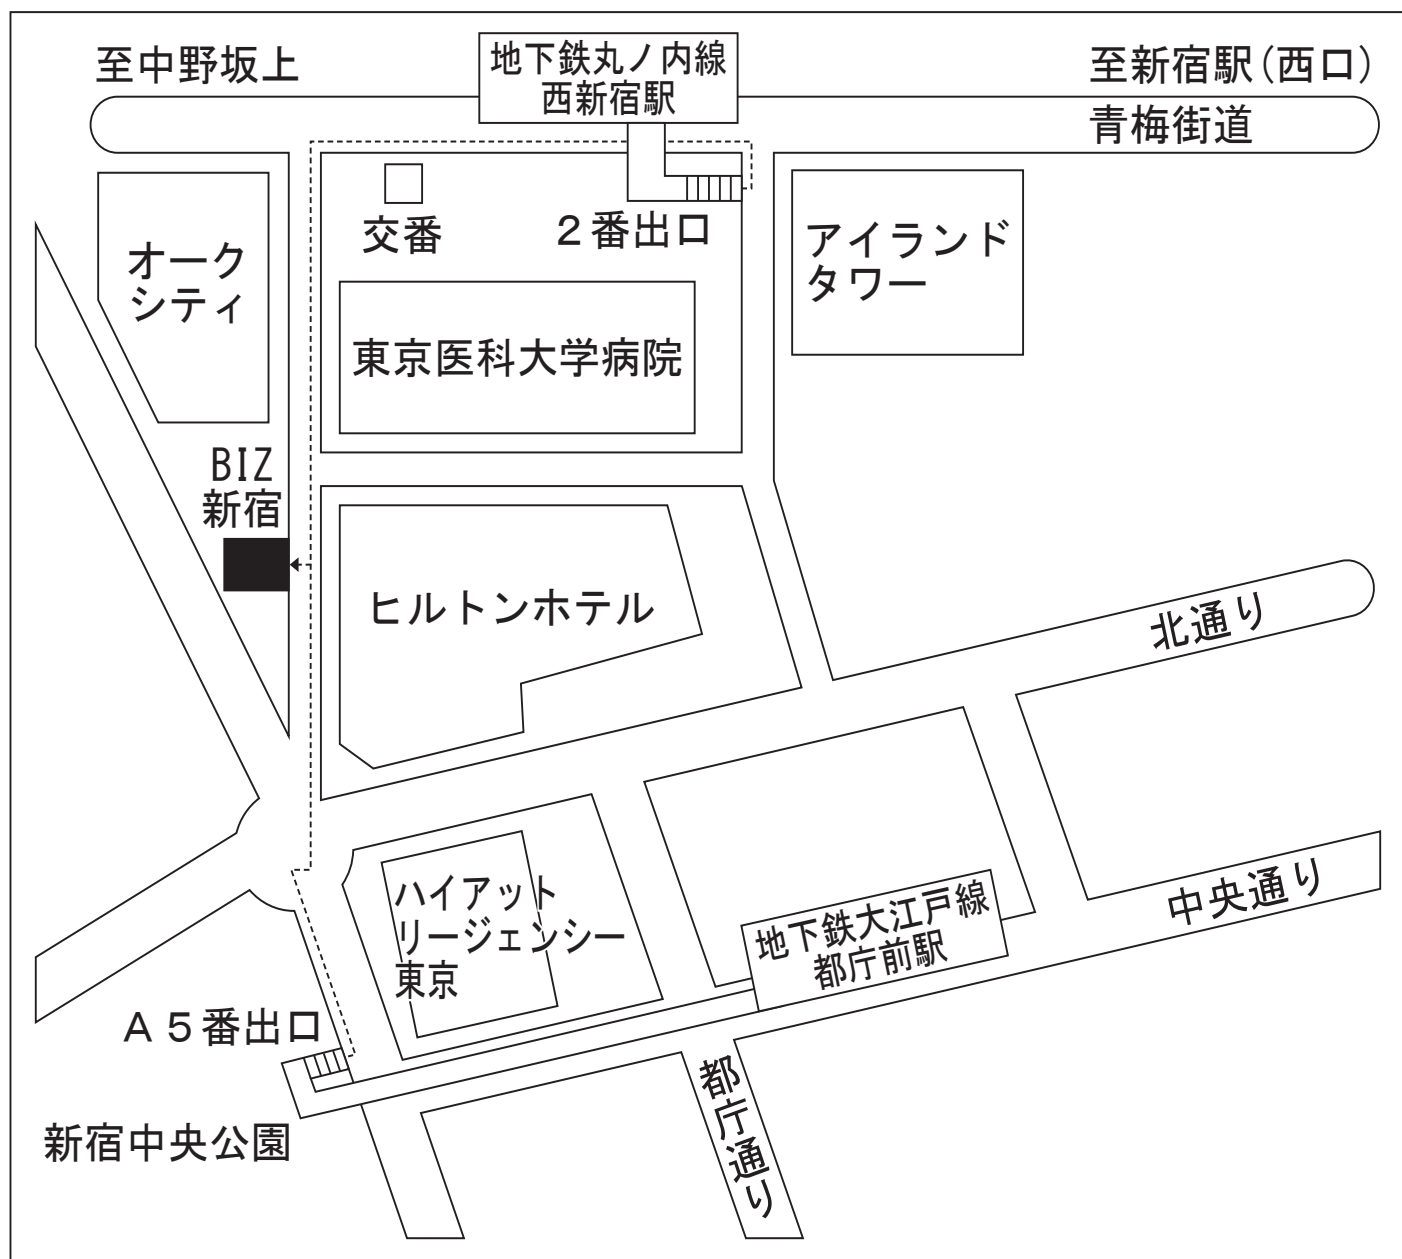 至中野坂上
地下鉄丸ノ内線
西新宿駅
至新宿駅(西口)
青梅街道
交番
2番出口
オーク
シティ
アイランド
タワー
東京医科大学病院
BIZ
新宿
ヒルトンホテル
北通り
ハイアット
リージェンシー
東京
地下鉄大江戸線
都庁前駅
中央通り
A5番出口
都庁通り
新宿中央公園